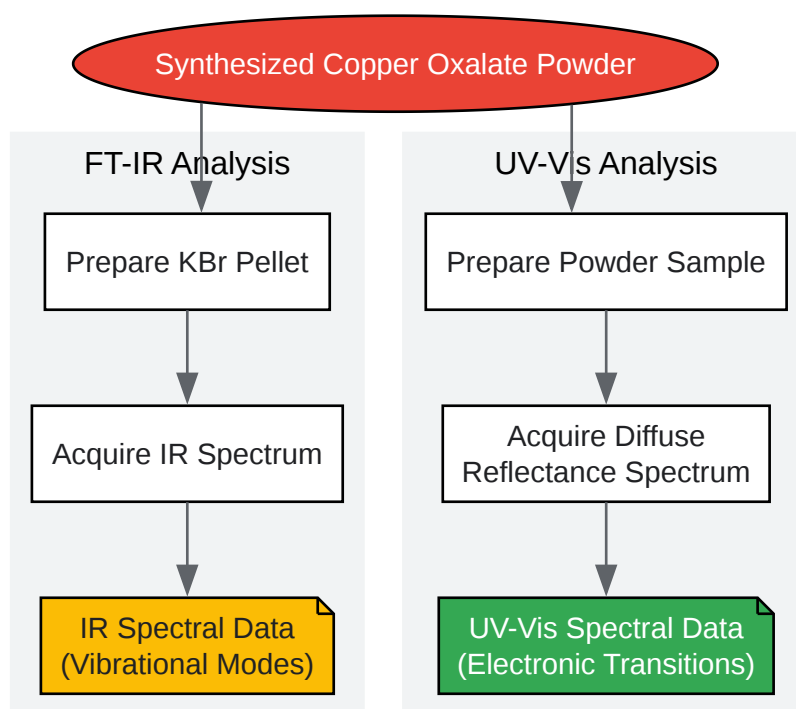 Synthesized Copper Oxalate Powder
FT-IR Analysis
Prepare KBr Pellet
Acquire IR Spectrum
IR Spectral Data
(Vibrational Modes)
UV-Vis Analysis
Prepare Powder Sample
Acquire Diffuse
Reflectance Spectrum
UV-Vis Spectral Data
(Electronic Transitions)